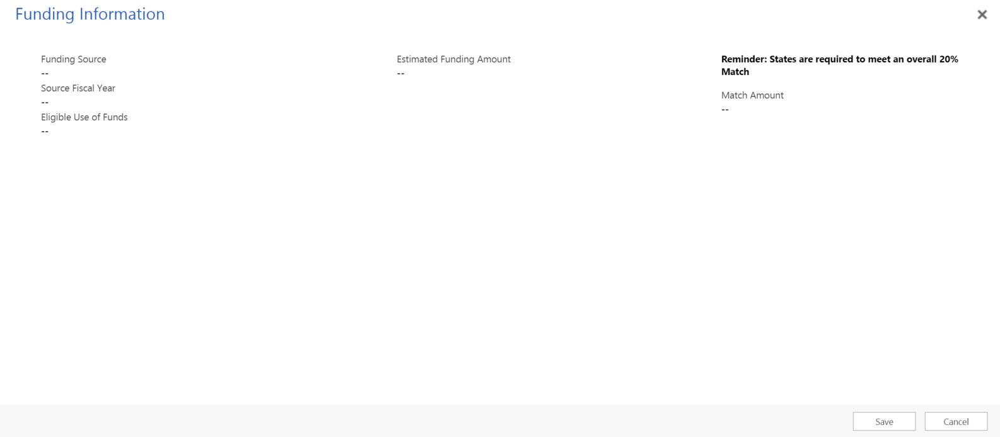 Funding Information
Funding Source
--
Source Fiscal Year
--
Eligible Use of Funds
--
Estimated Funding Amount
--
Reminder: States are required to meet an overall 20%
Match
Match Amount
--
Save
Cancel